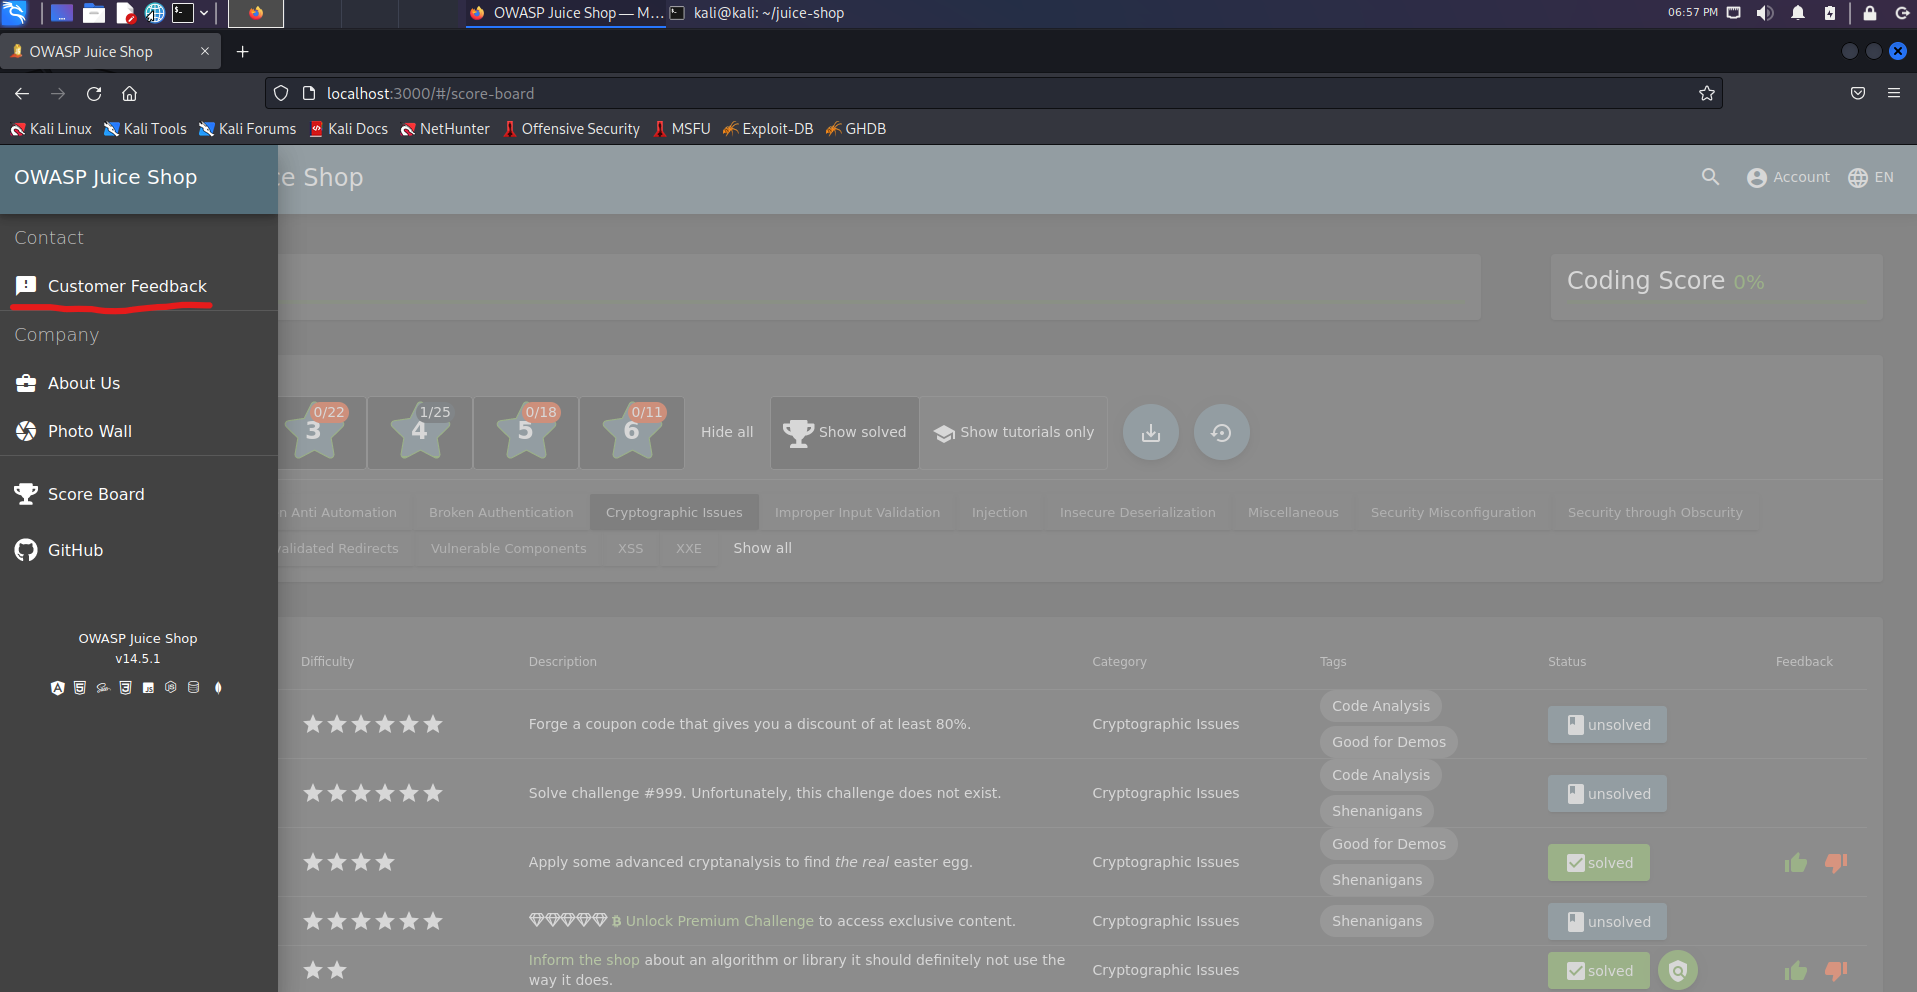 OWASP Juice Shop — M...
kali@kali: ~/juice-shop
06:57 PM
OWASP Juice Shop
localhost:3000/#/score-board
Kali Linux
Kali Tools
Kali Forums
Kali Docs
NetHunter
Offensive Security
MSFU
Exploit-DB
GHDB
OWASP Juice Shop
ce Shop
Account
EN
Contact
Customer Feedback
Company
About Us
Photo Wall
Score Board
GitHub
OWASP Juice Shop
v14.5.1
Coding Score 0%
3 0/22
4 1/25
5 0/18
6 0/11
Hide all
Show solved
Show tutorials only
n Anti Automation
Broken Authentication
Cryptographic Issues
Improper Input Validation
Injection
Insecure Deserialization
Miscellaneous
Security Misconfiguration
Security through Obscurity
validated Redirects
Vulnerable Components
XSS
XXE
Show all
Difficulty
Description
Category
Tags
Status
Feedback
Forge a coupon code that gives you a discount of at least 80%.
Cryptographic Issues
Code Analysis
Good for Demos
unsolved
Solve challenge #999. Unfortunately, this challenge does not exist.
Cryptographic Issues
Code Analysis
Shenanigans
unsolved
Apply some advanced cryptanalysis to find the real easter egg.
Cryptographic Issues
Good for Demos
Shenanigans
solved
Unlock Premium Challenge to access exclusive content.
Cryptographic Issues
Shenanigans
unsolved
Inform the shop about an algorithm or library it should definitely not use the
way it does.
Cryptographic Issues
solved